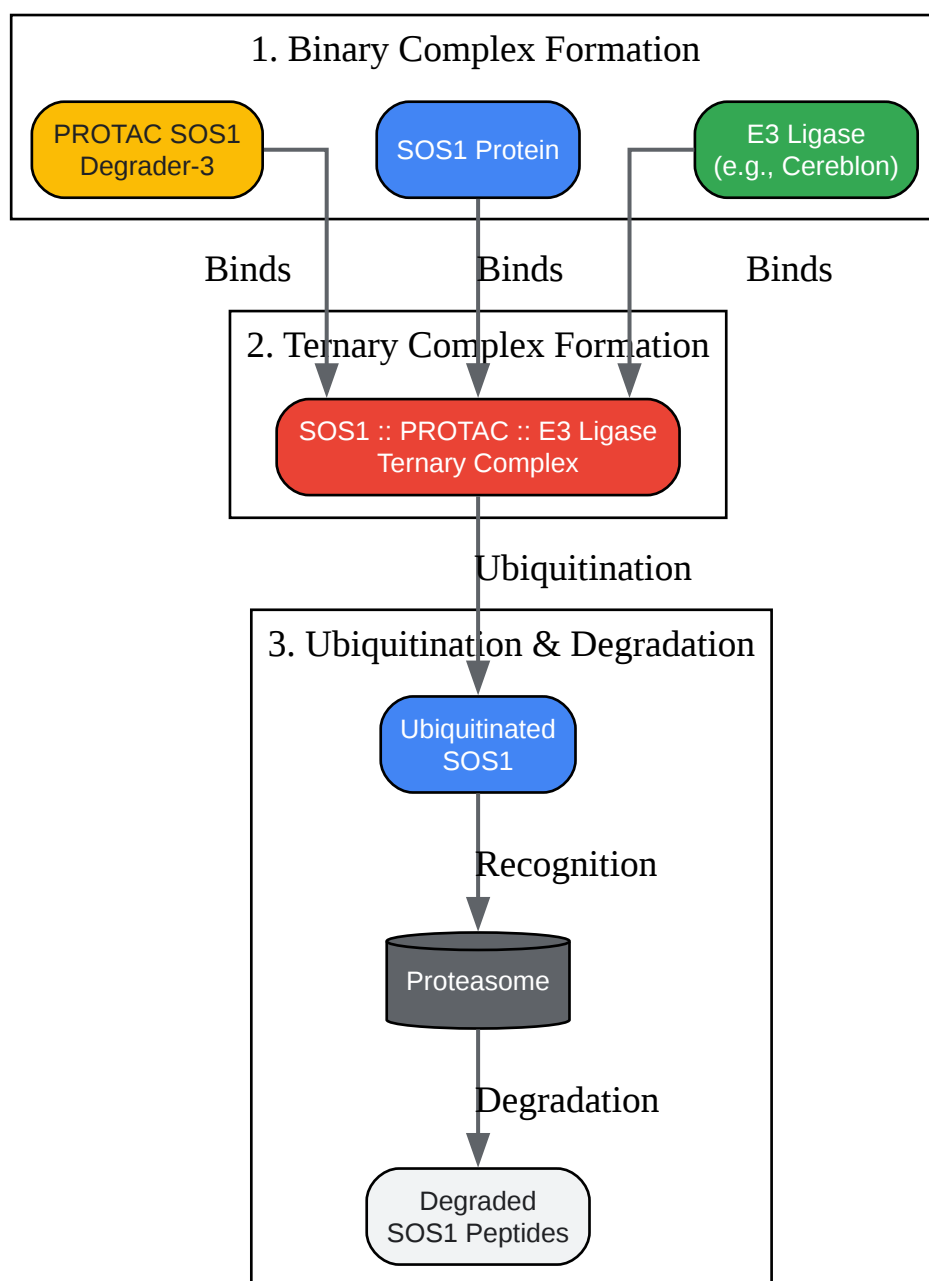 1. Binary Complex Formation
PROTAC SOS1
Degrader-3
SOS1 Protein
E3 Ligase
(e.g., Cereblon)
Binds
Binds
Binds
2. Ternary Complex Formation
SOS1 :: PROTAC :: E3 Ligase
Ternary Complex
Ubiquitination
3. Ubiquitination & Degradation
Ubiquitinated
SOS1
Recognition
Proteasome
Degradation
Degraded
SOS1 Peptides